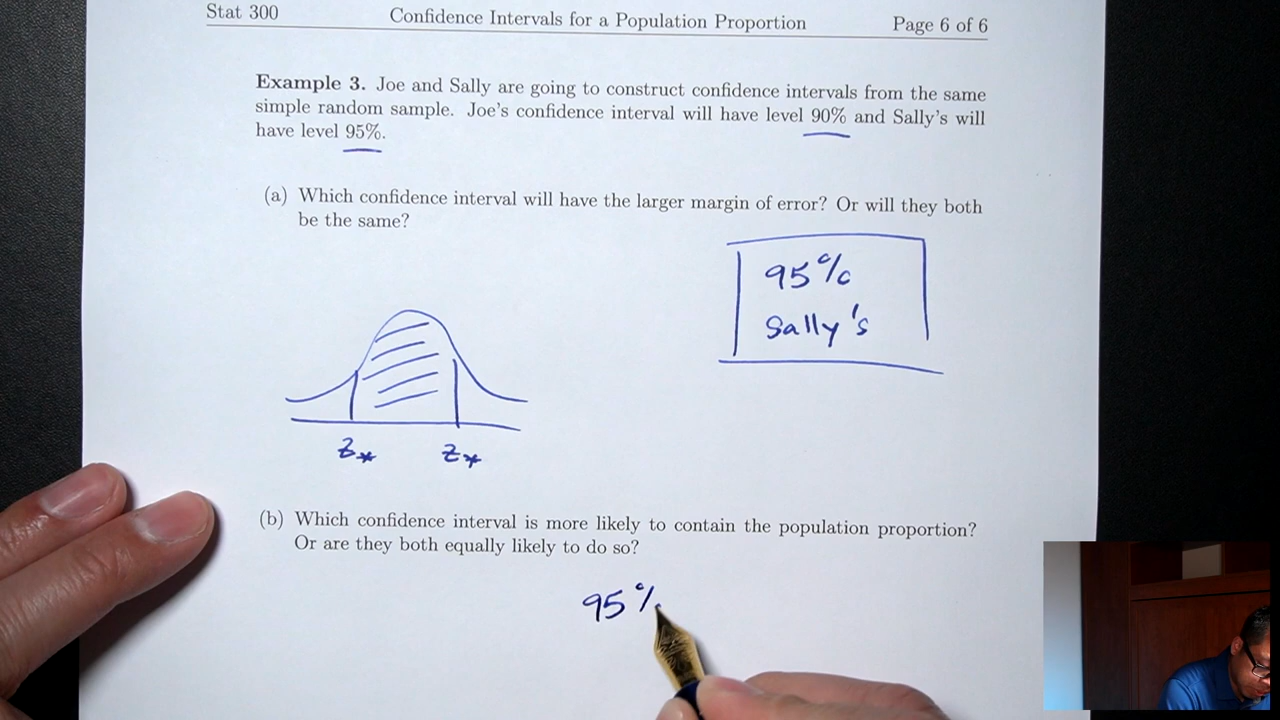 Stat 300 Confidence Intervals for a Population Proportion Page 6 of 6
Example 3. Joe and Sally are going to construct confidence intervals from the same
simple random sample. Joe's confidence interval will have level 90% and Sally's will
have level 95%.
(a) Which confidence interval will have the larger margin of error? Or will they both
be the same?
95%
Sally's
z* z*
(b) Which confidence interval is more likely to contain the population proportion?
Or are they both equally likely to do so?
95%